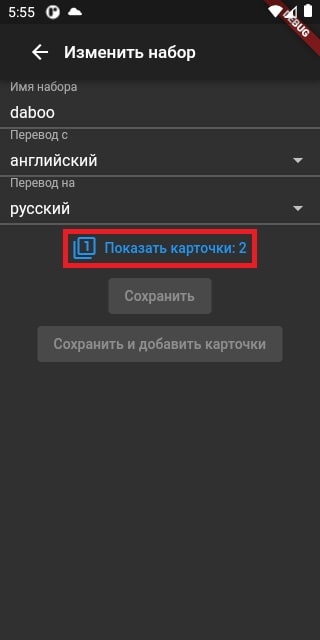 5:55
DEBUG
Изменить набор
Имя набора
daboo
Перевод с
английский
Перевод на
русский
1 Показать карточки: 2
Сохранить
Сохранить и добавить карточки